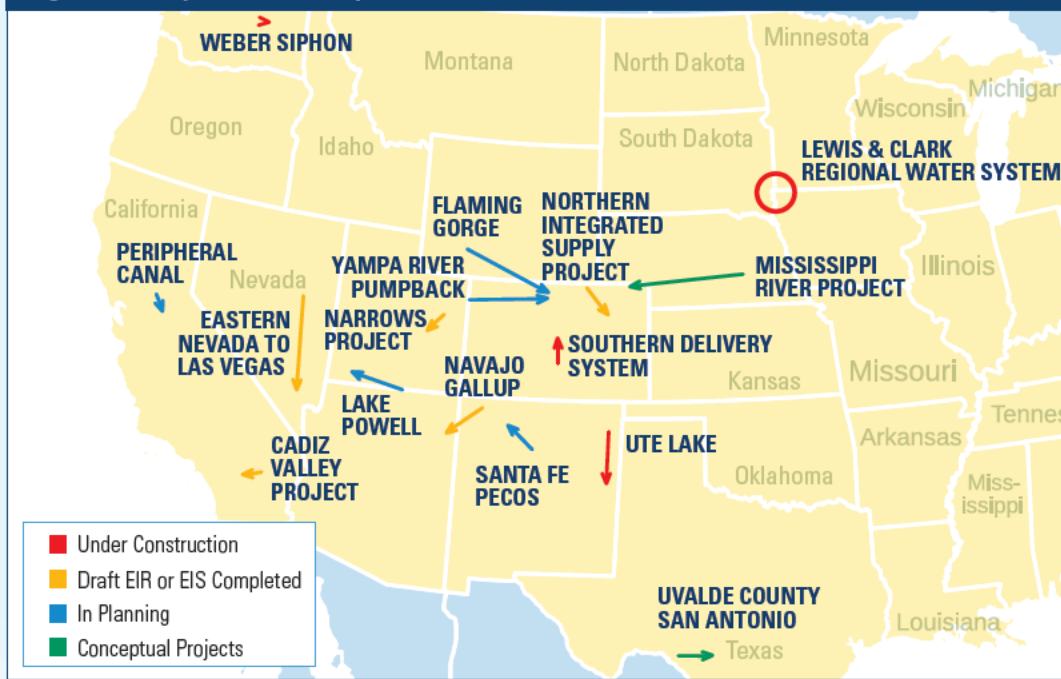 WEBER SIPHON
Montana
North Dakota
Minnesota
Michigan
Wisconsin
Oregon
Idaho
South Dakota
LEWIS & CLARK
REGIONAL WATER SYSTEM
California
FLAMING
GORGE
NORTHERN
INTEGRATED
SUPPLY
PROJECT
PERIPHERAL
CANAL
Nevada
YAMPA RIVER
PUMPBACK
MISSISSIPPI
RIVER PROJECT
Illinois
EASTERN
NEVADA TO
LAS VEGAS
NARROWS
PROJECT
SOUTHERN DELIVERY
SYSTEM
NAVAJO
GALLUP
Kansas
Missouri
LAKE
POWELL
Tennes
CADIZ
VALLEY
PROJECT
UTE LAKE
Arkansas
SANTA FE
PECOS
Oklahoma
Miss-
issippi
Under Construction
Draft EIR or EIS Completed
In Planning
Conceptual Projects
UVALDE COUNTY
SAN ANTONIO
Texas
Louisiana